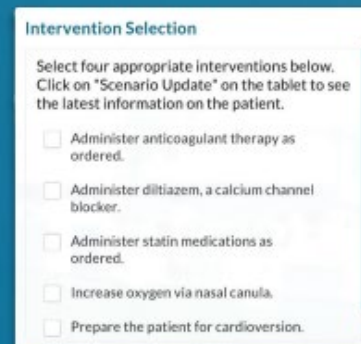 Intervention Selection
Select four appropriate interventions below.
Click on "Scenario Update" on the tablet to see
the latest information on the patient.
Administer anticoagulant therapy as
ordered.
Administer diltiazem, a calcium channel
blocker.
Administer statin medications as
ordered.
Increase oxygen via nasal canula.
Prepare the patient for cardioversion.